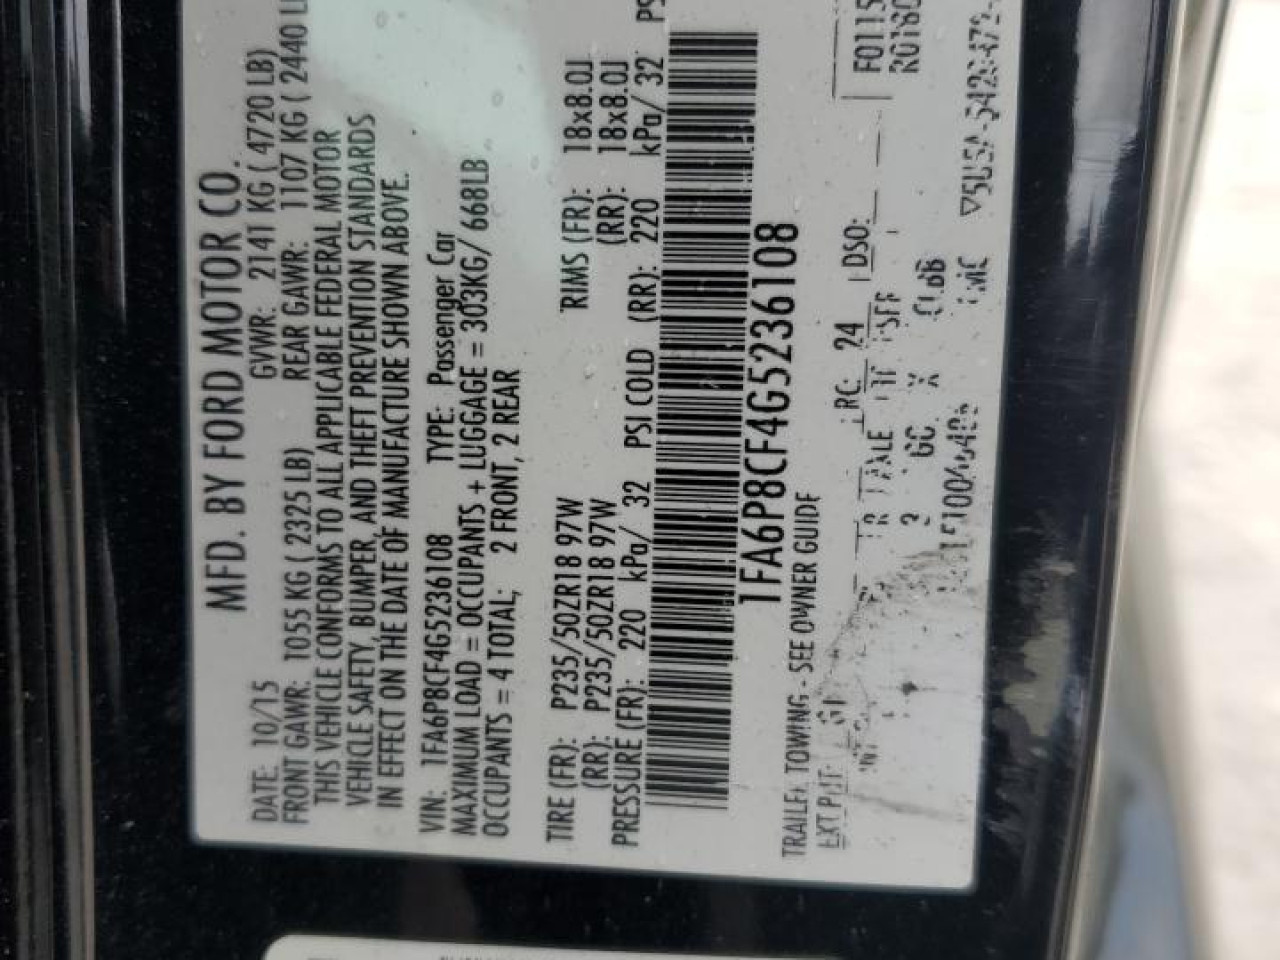 MFD. BY FORD MOTOR CO.
DATE: 10/15 GVWR: 2141 KG ( 4720 LB)
FRONT GAWR: 1055 KG ( 2325 LB) REAR GAWR: 1107 KG ( 2440
THIS VEHICLE CONFORMS TO ALL APPLICABLE FEDERAL MOTOR
VEHICLE SAFETY, BUMPER, AND THEFT PREVENTION STANDARDS
IN EFFECT ON THE DATE OF MANUFACTURE SHOWN ABOVE.
VIN: 1FA6P8CF4G5236108 TYPE: Passenger Car
MAXIMUM LOAD = OCCUPANTS + LUGGAGE = 303KG/ 668LB
OCCUPANTS = 4 TOTAL; 2 FRONT, 2 REAR
TIRE (FR): P235/50ZR18 97W RIMS (FR): 18x8.0J
(RR): P235/50ZR18 97W (RR): 18x8.0J
PRESSURE (FR): 220 kPa/ 32 PSI COLD (RR): 220 kPa/ 32
1FA6P8CF4G5236108
TRAILER TOWING - SEE OWNER GUIDE
EXT PNT: RC: 24 DSO:
F0115